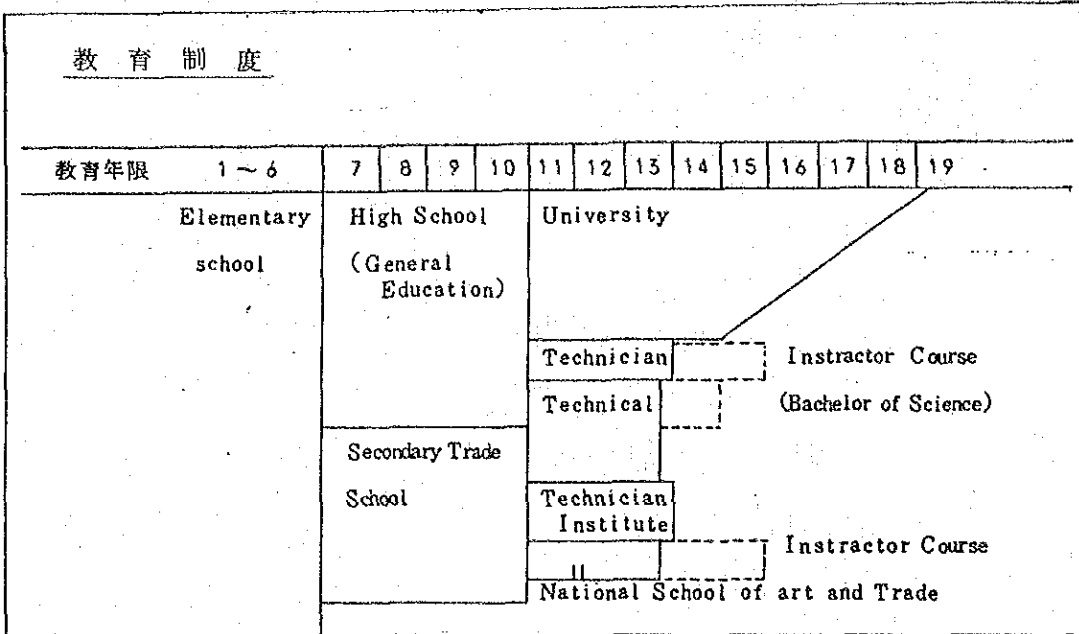 教育制度
教育年限 1～6 7 8 9 10 11 12 13 14 15 16 17 18 19
Elementary school
High School
(General Education)
University
Technician
Instractor Course
Technical
(Bachelor of Science)
Secondary Trade School
Technician Institute
Instractor Course
〃
National School of art and Trade